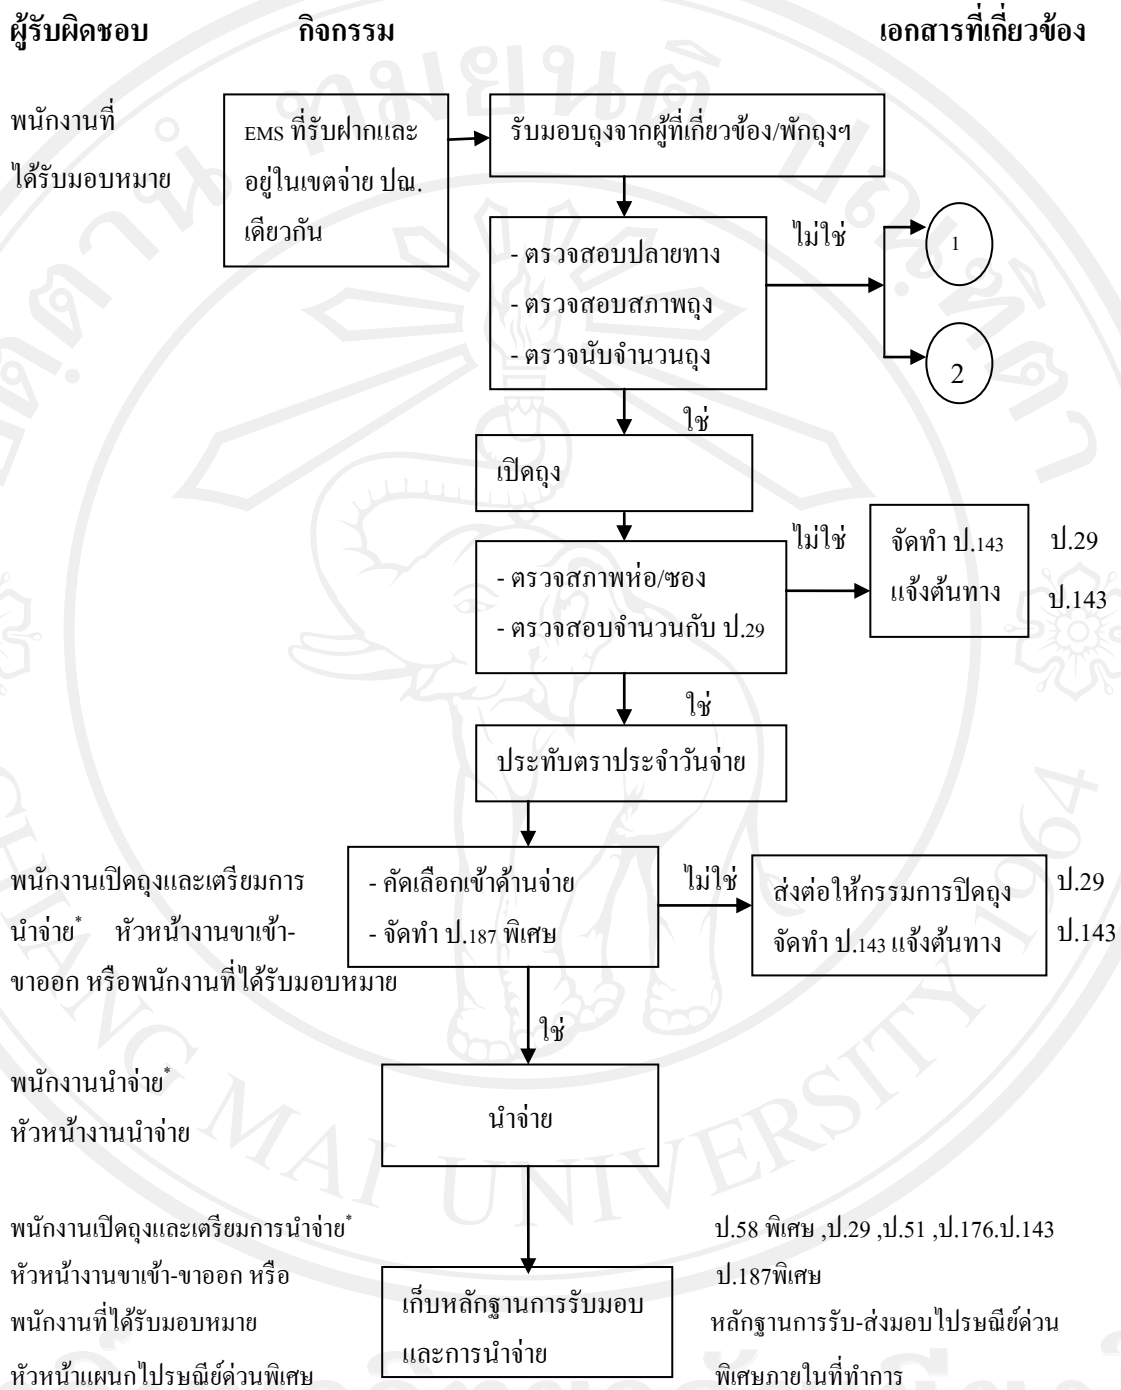 ผู้รับผิดชอบ กิจกรรม เอกสารที่เกี่ยวข้อง
พนักงานที่
ได้รับมอบหมาย
EMS ที่รับฝากและ
อยู่ในเขตจ่าย ปณ.
เดียวกัน
รับมอบถุงจากผู้ที่เกี่ยวข้อง/พักถุงฯ
- ตรวจสอบปลายทาง
- ตรวจสอบสภาพถุง
- ตรวจนับจำนวนถุง
ไม่ใช่
1
2
ใช่
เปิดถุง
- ตรวจสภาพห่อ/ซอง
- ตรวจสอบจำนวนกับ ป.29
ไม่ใช่
จัดทำ ป.143
แจ้งต้นทาง
ป.29
ป.143
ใช่
ประทับตราประจำวันจ่าย
พนักงานเปิดถุงและเตรียมการ
นำจ่าย* หัวหน้างานขาเข้า-
ขาออก หรือพนักงานที่ได้รับมอบหมาย
- คัดเลือกเข้าด้านจ่าย
- จัดทำ ป.187 พิเศษ
ไม่ใช่
ส่งต่อให้กรรมการปิดถุง
จัดทำ ป.143 แจ้งต้นทาง
ป.29
ป.143
ใช่
พนักงานนำจ่าย*
หัวหน้างานนำจ่าย
นำจ่าย
พนักงานเปิดถุงและเตรียมการนำจ่าย*
หัวหน้างานขาเข้า-ขาออก หรือ
พนักงานที่ได้รับมอบหมาย
หัวหน้าแผนกไปรษณีย์ด่วนพิเศษ
เก็บหลักฐานการรับมอบ
และการนำจ่าย
ป.58 พิเศษ ,ป.29 ,ป.51 ,ป.176.ป.143
ป.187พิเศษ
หลักฐานการรับ-ส่งมอบไปรษณีย์ด่วน
พิเศษภายในที่ทำการ
CHIANG MAI UNIVERSITY 1964